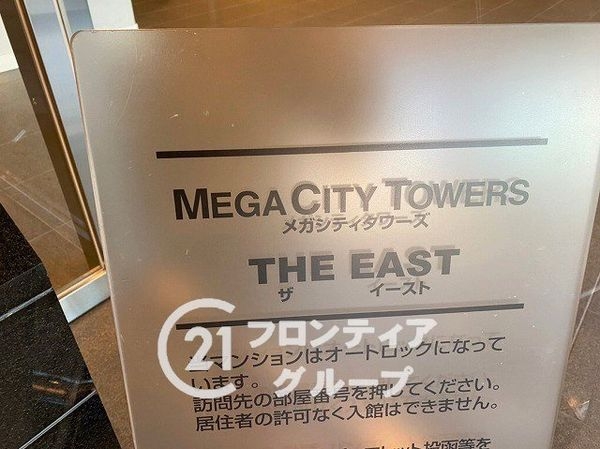 MEGA CITY TOWERS
メガシティタワーズ
THE EAST
ザ イースト
21 フロンティア
グループ
マンションはオートロックになって
います。
訪問先の部屋番号を押してください。
居住者の許可なく入館はできません。